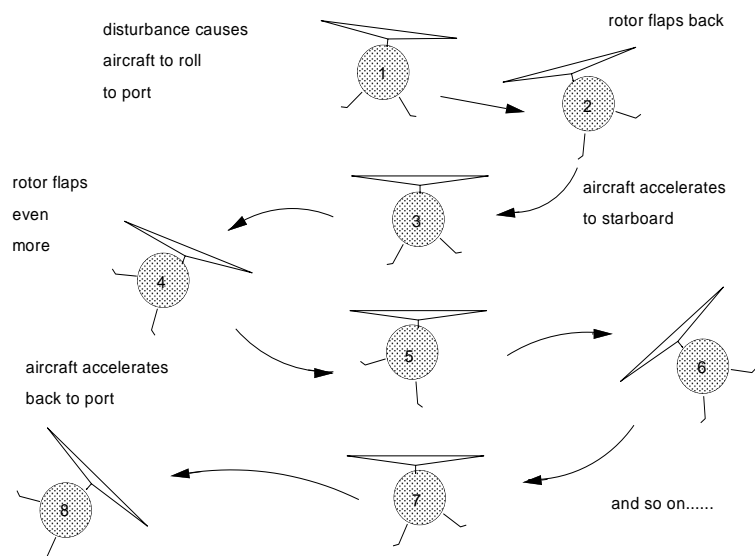 disturbance causes
aircraft to roll
to port
rotor flaps back
1
2
aircraft accelerates
to starboard
rotor flaps
even
more
3
4
5
6
aircraft accelerates
back to port
7
8
and so on......